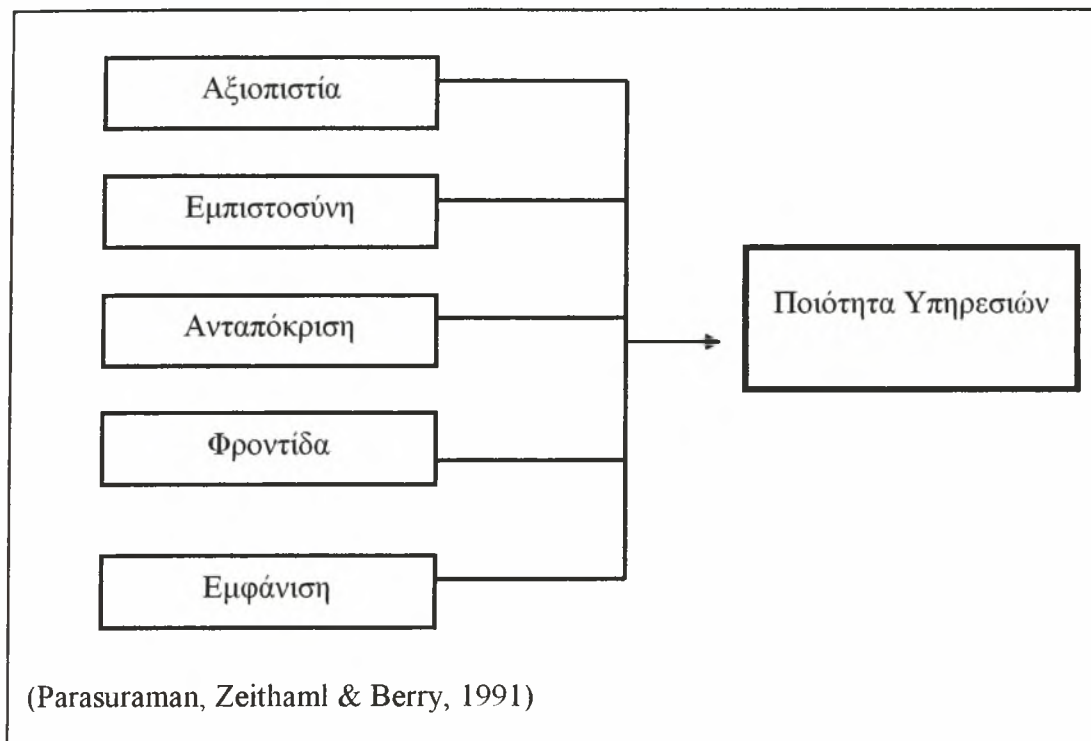 Αξιοπιστία
Εμπιστοσύνη
Ανταπόκριση
Φροντίδα
Εμφάνιση
Ποιότητα Υπηρεσιών
(Parasuraman, Zeithaml & Berry, 1991)